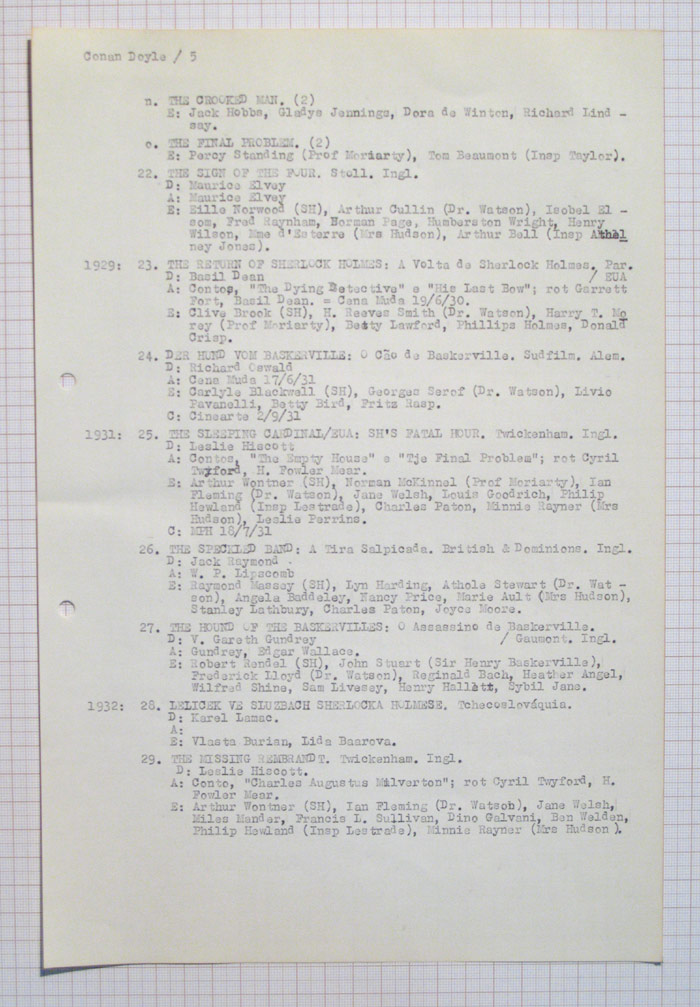 Conan Doyle / 5
n. THE CROOKED MAN. (2)
E: Jack Hobbs, Gladys Jennings, Dora de Winton, Richard Lind -
say.
o. THE FINAL PROBLEM. (2)
E: Percy Standing (Prof Moriarty), Tom Beaumont (Insp Taylor).
22. THE SIGN OF THE FOUR. Stoll. Ingl.
D: Maurice Elvey
A: Maurice Elvey
E: Eille Norwood (SH), Arthur Cullin (Dr. Watson), Isobel El -
som, Fred Raynham, Norman Page, Humberston Wright, Henry
Wilson, Mme d'Esterre (Mrs Hudson), Arthur Bell (Insp Athel
ney Jones).
1929: 23. THE RETURN OF SHERLOCK HOLMES: A Volta de Sherlock Holmes. Par.
D: Basil Dean / EUA
A: Contos, "The Dying Detective" e "His Last Bow"; rot Garrett
Fort, Basil Dean. = Cena Muda 19/6/30.
E: Clive Brook (SH), H. Reeves Smith (Dr. Watson), Harry T. Mo
rey (Prof Moriarty), Betty Lawford, Phillips Holmes, Donald
Crisp.
24. DER HUND VOM BASKERVILLE: O Cão de Baskerville. Sudfilm. Alem.
D: Richard Oswald
A: Cena Muda 17/6/31
E: Carlyle Blackwell (SH), Georges Serof (Dr. Watson), Livio
Pavanelli, Betty Bird, Fritz Rasp.
C: Cinearte 2/9/31
1931: 25. THE SLEEPING CARDINAL/EUA: SH'S FATAL HOUR. Twickenham. Ingl.
D: Leslie Hiscott
A: Contos, "The Empty House" e "Tje Final Problem"; rot Cyril
Twyford, H. Fowler Mear.
E: Arthur Wontner (SH), Norman McKinnel (Prof Moriarty), Ian
Fleming (Dr. Watson), Jane Welsh, Louis Goodrich, Philip
Hewland (Insp Lestrade), Charles Paton, Minnie Rayner (Mrs
Hudson), Leslie Perrins.
C: MPH 18/7/31
26. THE SPECKLED BAND: A Tira Salpicada. British & Dominions. Ingl.
D: Jack Raymond .
A: W. P. Lipscomb
E: Raymond Massey (SH), Lyn Harding, Athole Stewart (Dr. Wat -
son), Angela Baddeley, Nancy Price, Marie Ault (Mrs Hudson),
Stanley Lathbury, Charles Paton, Joyce Moore.
27. THE HOUND OF THE BASKERVILLES: O Assassino de Baskerville.
D: V. Gareth Gundrey / Gaumont. Ingl.
A: Gundrey, Edgar Wallace.
E: Robert Rendel (SH), John Stuart (Sir Henry Baskerville),
Frederick Lloyd (Dr. Watson), Reginald Bach, Heather Angel,
Wilfred Shine, Sam Livesey, Henry Hallett, Sybil Jane.
1932: 28. LELICEK VE SLUZBACH SHERLOCKA HOLMESE. Tchecoslováquia.
D: Karel Lamac.
A:
E: Vlasta Burian, Lida Baarova.
29. THE MISSING REMBRANDT. Twickenham. Ingl.
D: Leslie Hiscott.
A: Conto, "Charles Augustus Milverton"; rot Cyril Twyford, H.
Fowler Mear.
E: Arthur Wontner (SH), Ian Fleming (Dr. Watsob), Jane Welsh,
Miles Mander, Francis L. Sullivan, Dino Galvani, Ben Welden,
Philip Hewland (Insp Lestrade), Minnie Rayner (Mrs Hudson ).